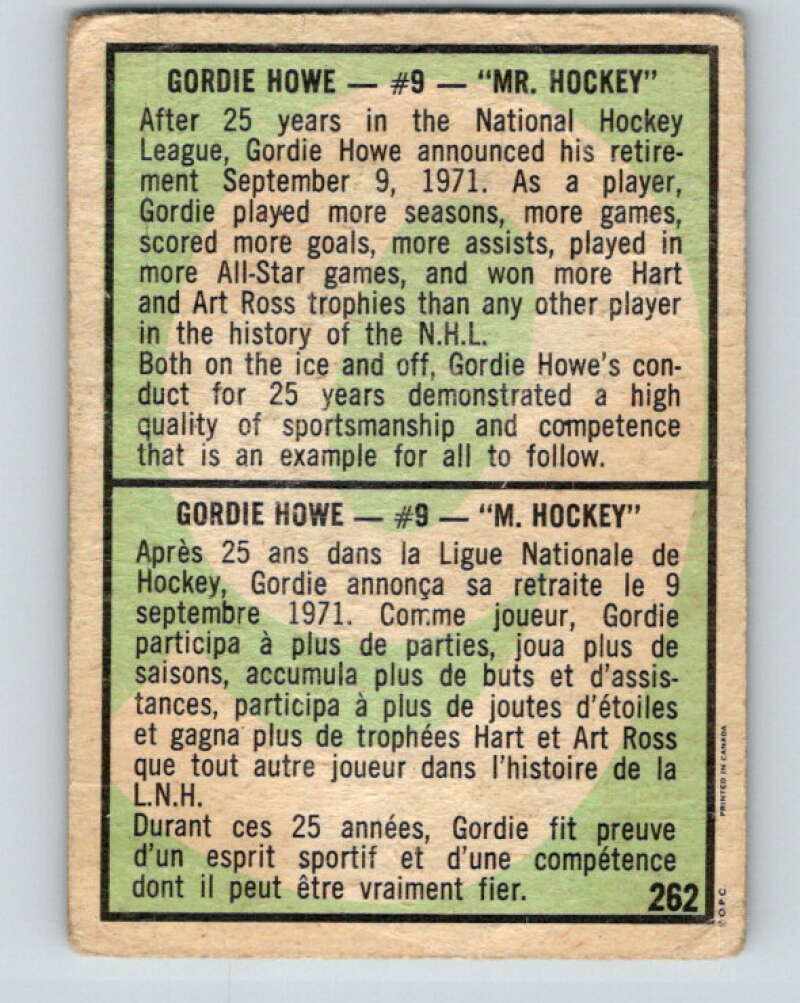 GORDIE HOWE — #9 — "MR. HOCKEY"
After 25 years in the National Hockey
League, Gordie Howe announced his retire-
ment September 9, 1971. As a player,
Gordie played more seasons, more games,
scored more goals, more assists, played in
more All-Star games, and won more Hart
and Art Ross trophies than any other player
in the history of the N.H.L.
Both on the ice and off, Gordie Howe's con-
duct for 25 years demonstrated a high
quality of sportsmanship and competence
that is an example for all to follow.
GORDIE HOWE — #9 — "M. HOCKEY"
Après 25 ans dans la Ligue Nationale de
Hockey, Gordie annonça sa retraite le 9
septembre 1971. Comme joueur, Gordie
participa à plus de parties, joua plus de
saisons, accumula plus de buts et d'assis-
tances, participa à plus de joutes d'étoiles
et gagna plus de trophées Hart et Art Ross
que tout autre joueur dans l'histoire de la
L.N.H.
Durant ces 25 années, Gordie fit preuve
d'un esprit sportif et d'une compétence
dont il peut être vraiment fier.
262
© O.P.C.
PRINTED IN CANADA